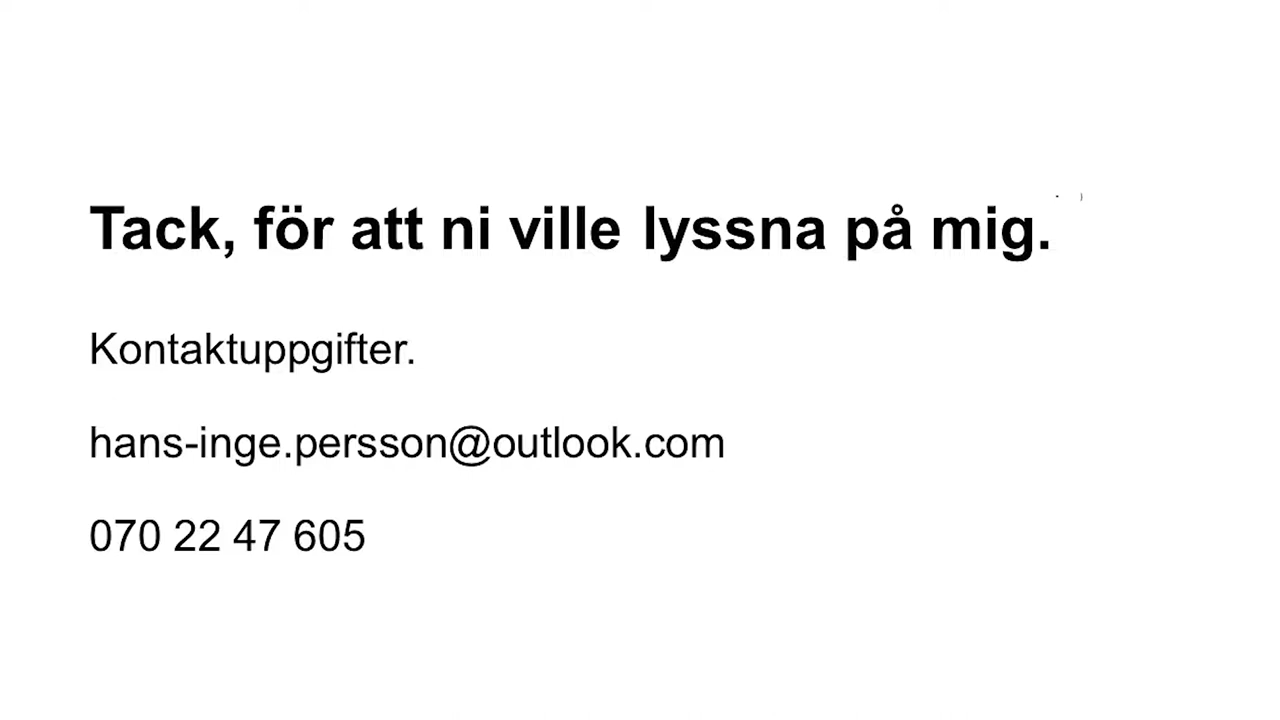 Tack, för att ni ville lyssna på mig.
Kontaktuppgifter.
hans-inge.persson@outlook.com
070 22 47 605